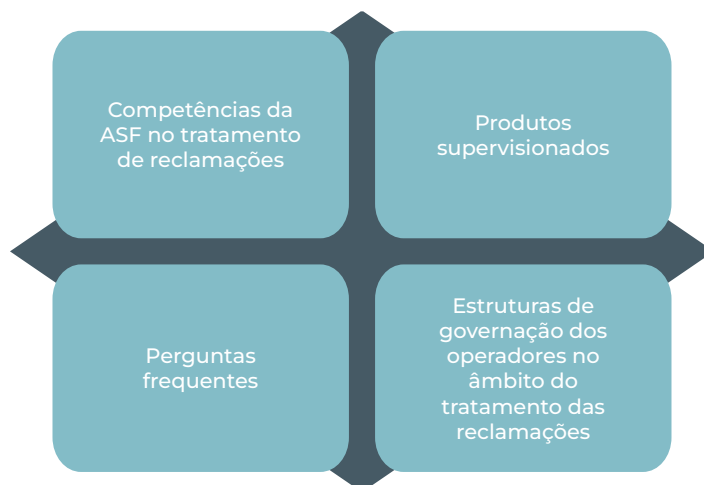 Competências da
ASF no tratamento
de reclamações
Produtos
supervisionados
Perguntas
frequentes
Estruturas de
governação dos
operadores no
âmbito do
tratamento das
reclamações